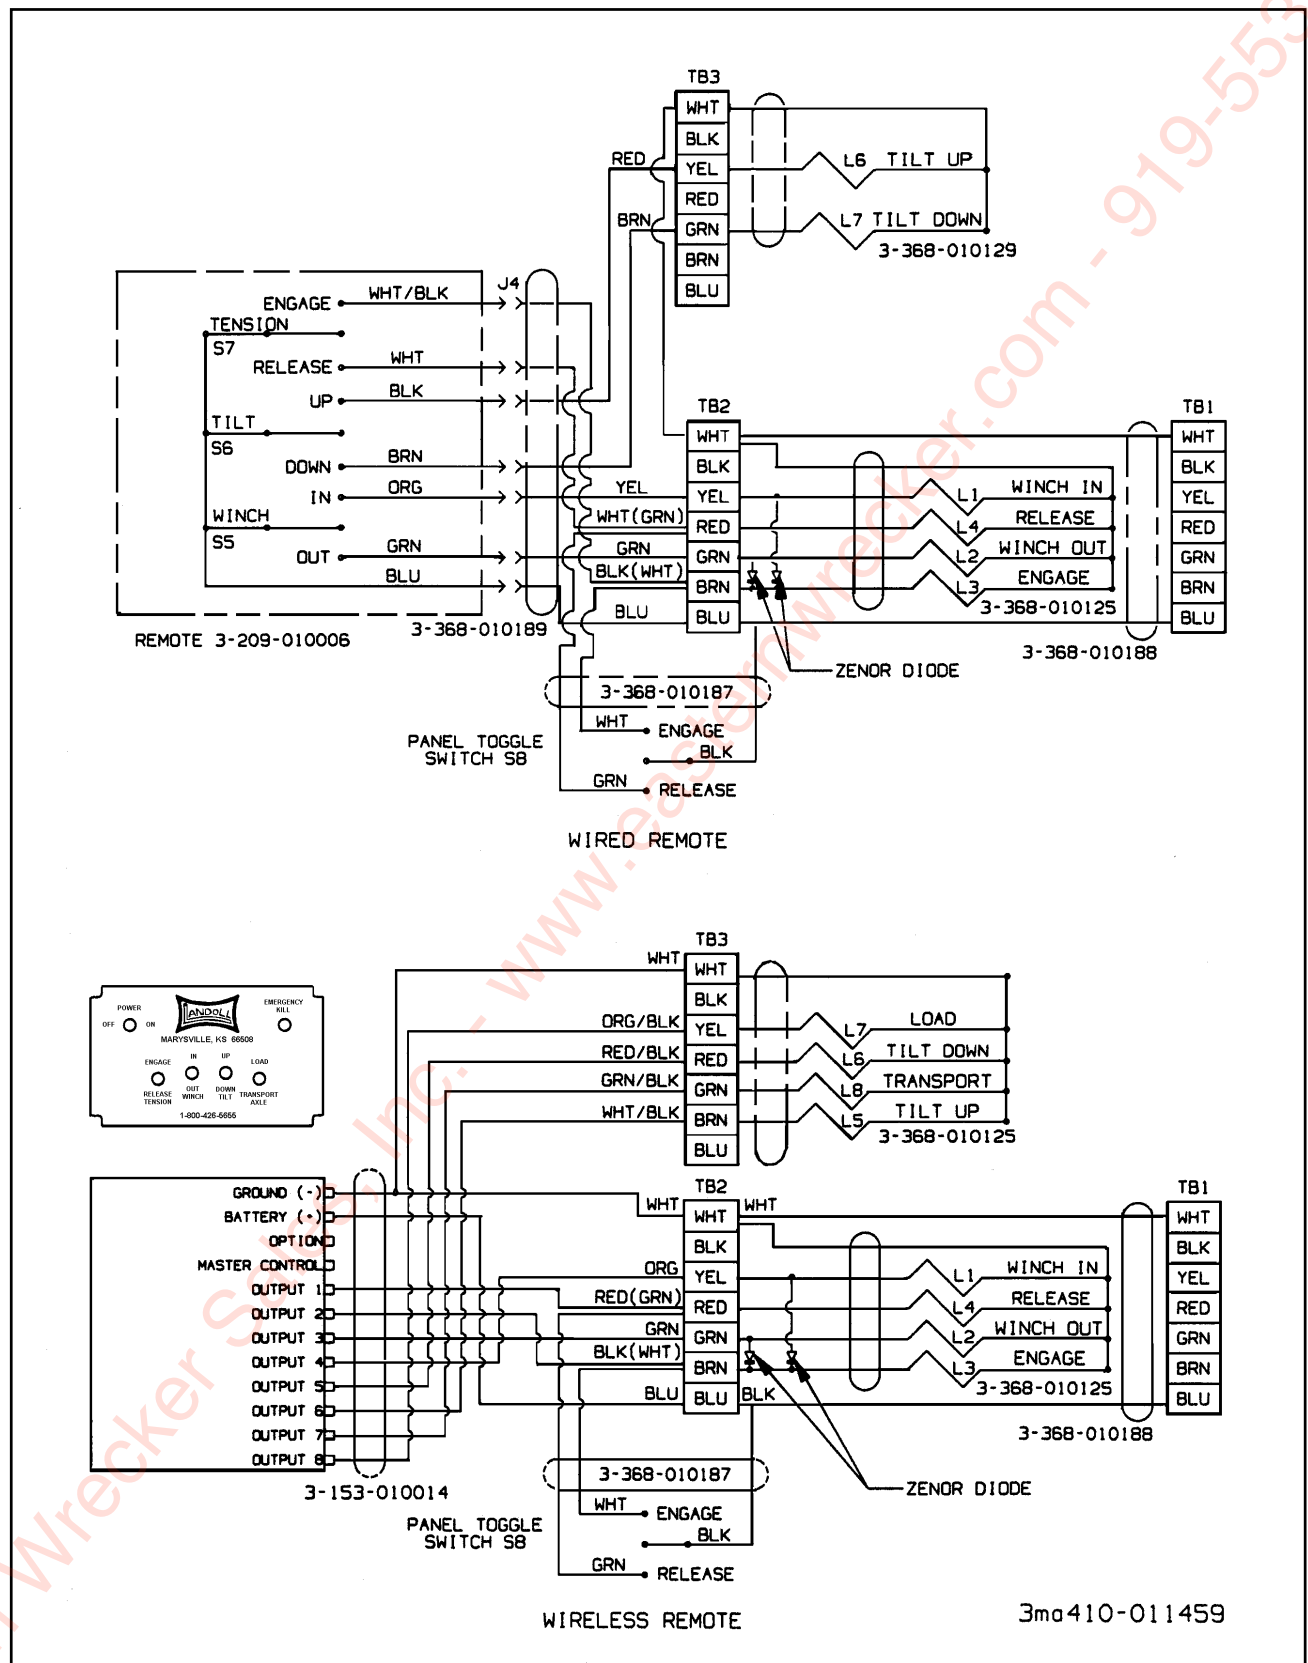 TB3
WHT
BLK
RED
YEL
L6 TILT UP
RED
BRN
GRN
L7 TILT DOWN
3-368-010129
BRN
BLU
J4
ENGAGE
WHT/BLK
TENSION
S7
RELEASE
WHT
UP
BLK
TILT
S6
DOWN
BRN
IN
ORG
WINCH
S5
OUT
GRN
BLU
REMOTE 3-209-010006
3-368-010189
TB2
WHT
BLK
YEL
YEL
WHT(GRN)
RED
GRN
GRN
BLK(WHT)
BRN
BLU
BLU
L1 WINCH IN
L4 RELEASE
L2 WINCH OUT
L3 ENGAGE
3-368-010125
TB1
WHT
BLK
YEL
RED
GRN
BRN
BLU
3-368-010188
ZENOR DIODE
3-368-010187
WHT
ENGAGE
PANEL TOGGLE
SWITCH S8
BLK
GRN
RELEASE
WIRED REMOTE
TB3
WHT
WHT
BLK
ORG/BLK
YEL
L7 LOAD
RED/BLK
RED
L6 TILT DOWN
GRN/BLK
GRN
L8 TRANSPORT
WHT/BLK
BRN
L5 TILT UP
3-368-010125
BLU
POWER
OFF
ON
LANDOLL
EMERGENCY
KILL
MARYSVILLE, KS 66508
ENGAGE
IN
UP
LOAD
RELEASE
TENSION
OUT
WINCH
DOWN
TILT
TRANSPORT
AXLE
1-800-426-5655
GROUND (-)
BATTERY (+)
OPTION
MASTER CONTROL
OUTPUT 1
OUTPUT 2
OUTPUT 3
OUTPUT 4
OUTPUT 5
OUTPUT 6
OUTPUT 7
OUTPUT 8
3-153-010014
TB2
WHT
WHT
WHT
BLK
ORG
YEL
RED(GRN)
RED
GRN
GRN
BLK(WHT)
BRN
BLU
BLU
BLK
L1 WINCH IN
L4 RELEASE
L2 WINCH OUT
L3 ENGAGE
3-368-010125
TB1
WHT
BLK
YEL
RED
GRN
BRN
BLU
3-368-010188
ZENOR DIODE
3-368-010187
WHT
ENGAGE
PANEL TOGGLE
SWITCH S8
BLK
GRN
RELEASE
WIRELESS REMOTE
3ma410-011459
Wrecker Sales, Inc. - www.easternwrecker.com - 919-553